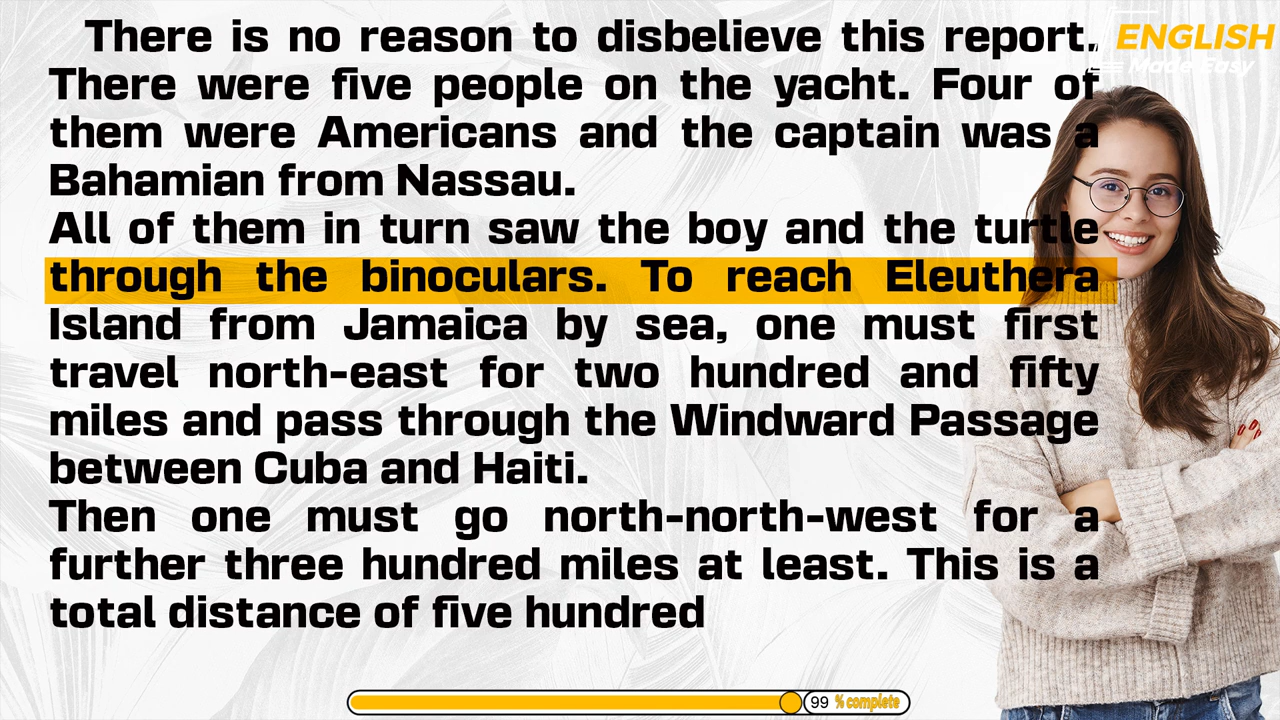 There is no reason to disbelieve this report.
There were five people on the yacht. Four of
them were Americans and the captain was a
Bahamian from Nassau.
All of them in turn saw the boy and the turtle
through the binoculars. To reach Eleuthera
Island from Jamaica by sea, one must first
travel north-east for two hundred and fifty
miles and pass through the Windward Passage
between Cuba and Haiti.
Then one must go north-north-west for a
further three hundred miles at least. This is a
total distance of five hundred
ENGLISH
Made Easy
99 % complete